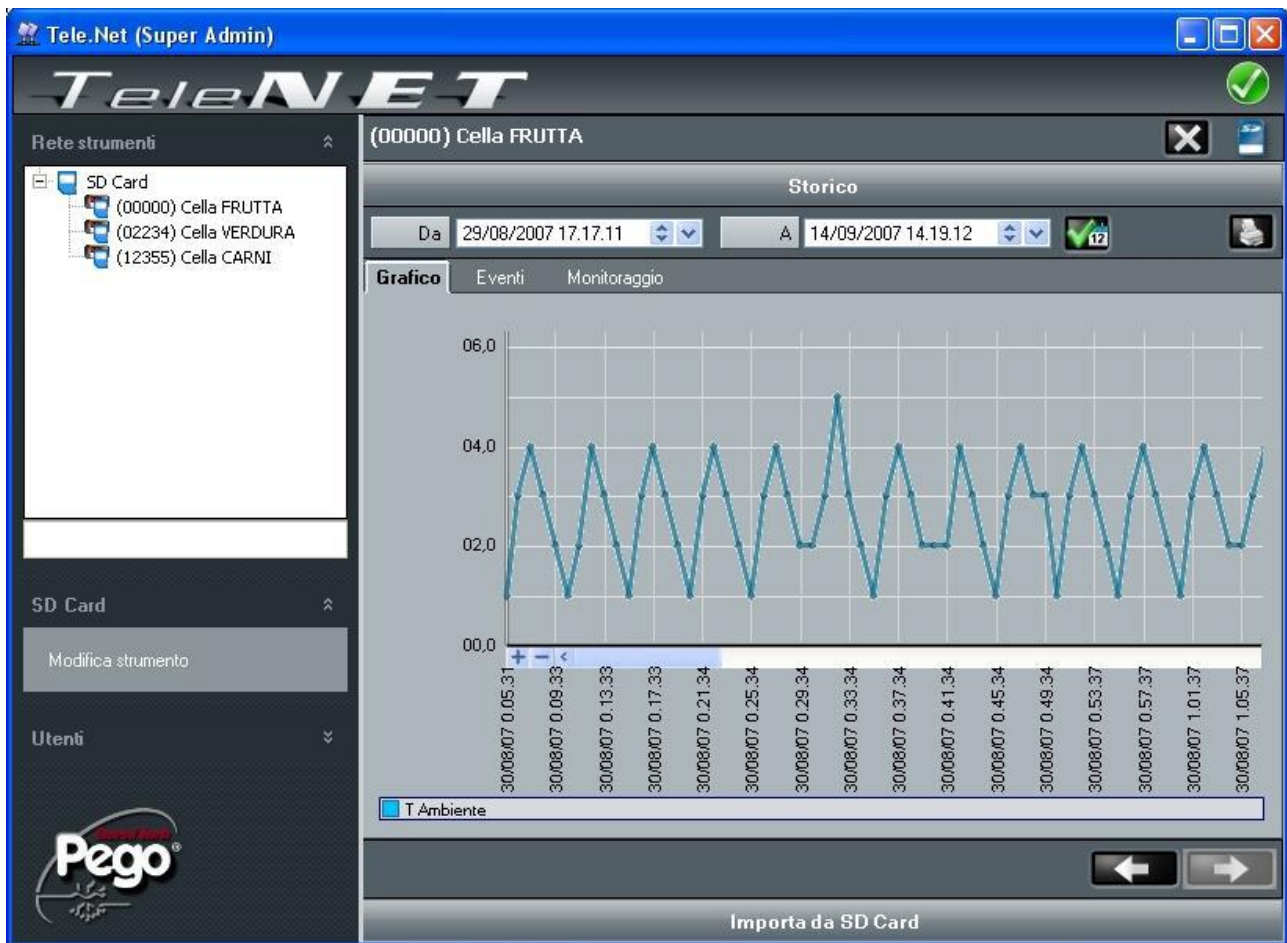 Tele.Net (Super Admin)
TeleNET
Rete strumenti
SD Card
(00000) Cella FRUTTA
(02234) Cella VERDURA
(12355) Cella CARNI
SD Card
Modifica strumento
Utenti
Pego®
(00000) Cella FRUTTA
Storico
Da 29/08/2007 17.17.11 A 14/09/2007 14.19.12 12
Grafico Eventi Monitoraggio
06,0
04,0
02,0
00,0
30/08/07 0.05.31
30/08/07 0.09.33
30/08/07 0.13.33
30/08/07 0.17.33
30/08/07 0.21.34
30/08/07 0.25.34
30/08/07 0.29.34
30/08/07 0.33.34
30/08/07 0.37.34
30/08/07 0.41.34
30/08/07 0.45.34
30/08/07 0.49.34
30/08/07 0.53.37
30/08/07 0.57.37
30/08/07 1.01.37
30/08/07 1.05.37
T Ambiente
Importa da SD Card